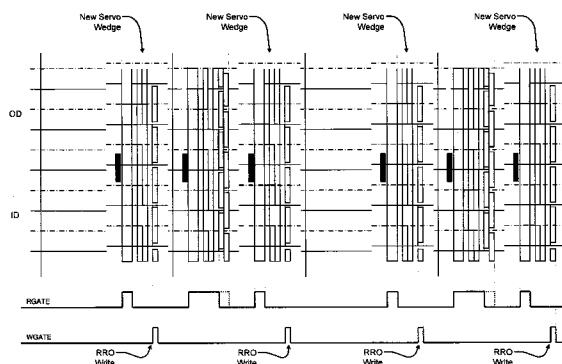 New Servo
Wedge
New Servo
Wedge
New Servo
Wedge
New Servo
Wedge
OD
ID
RGATE
WGATE
RRO
Write
RRO
Write
RRO
Write
RRO
Write